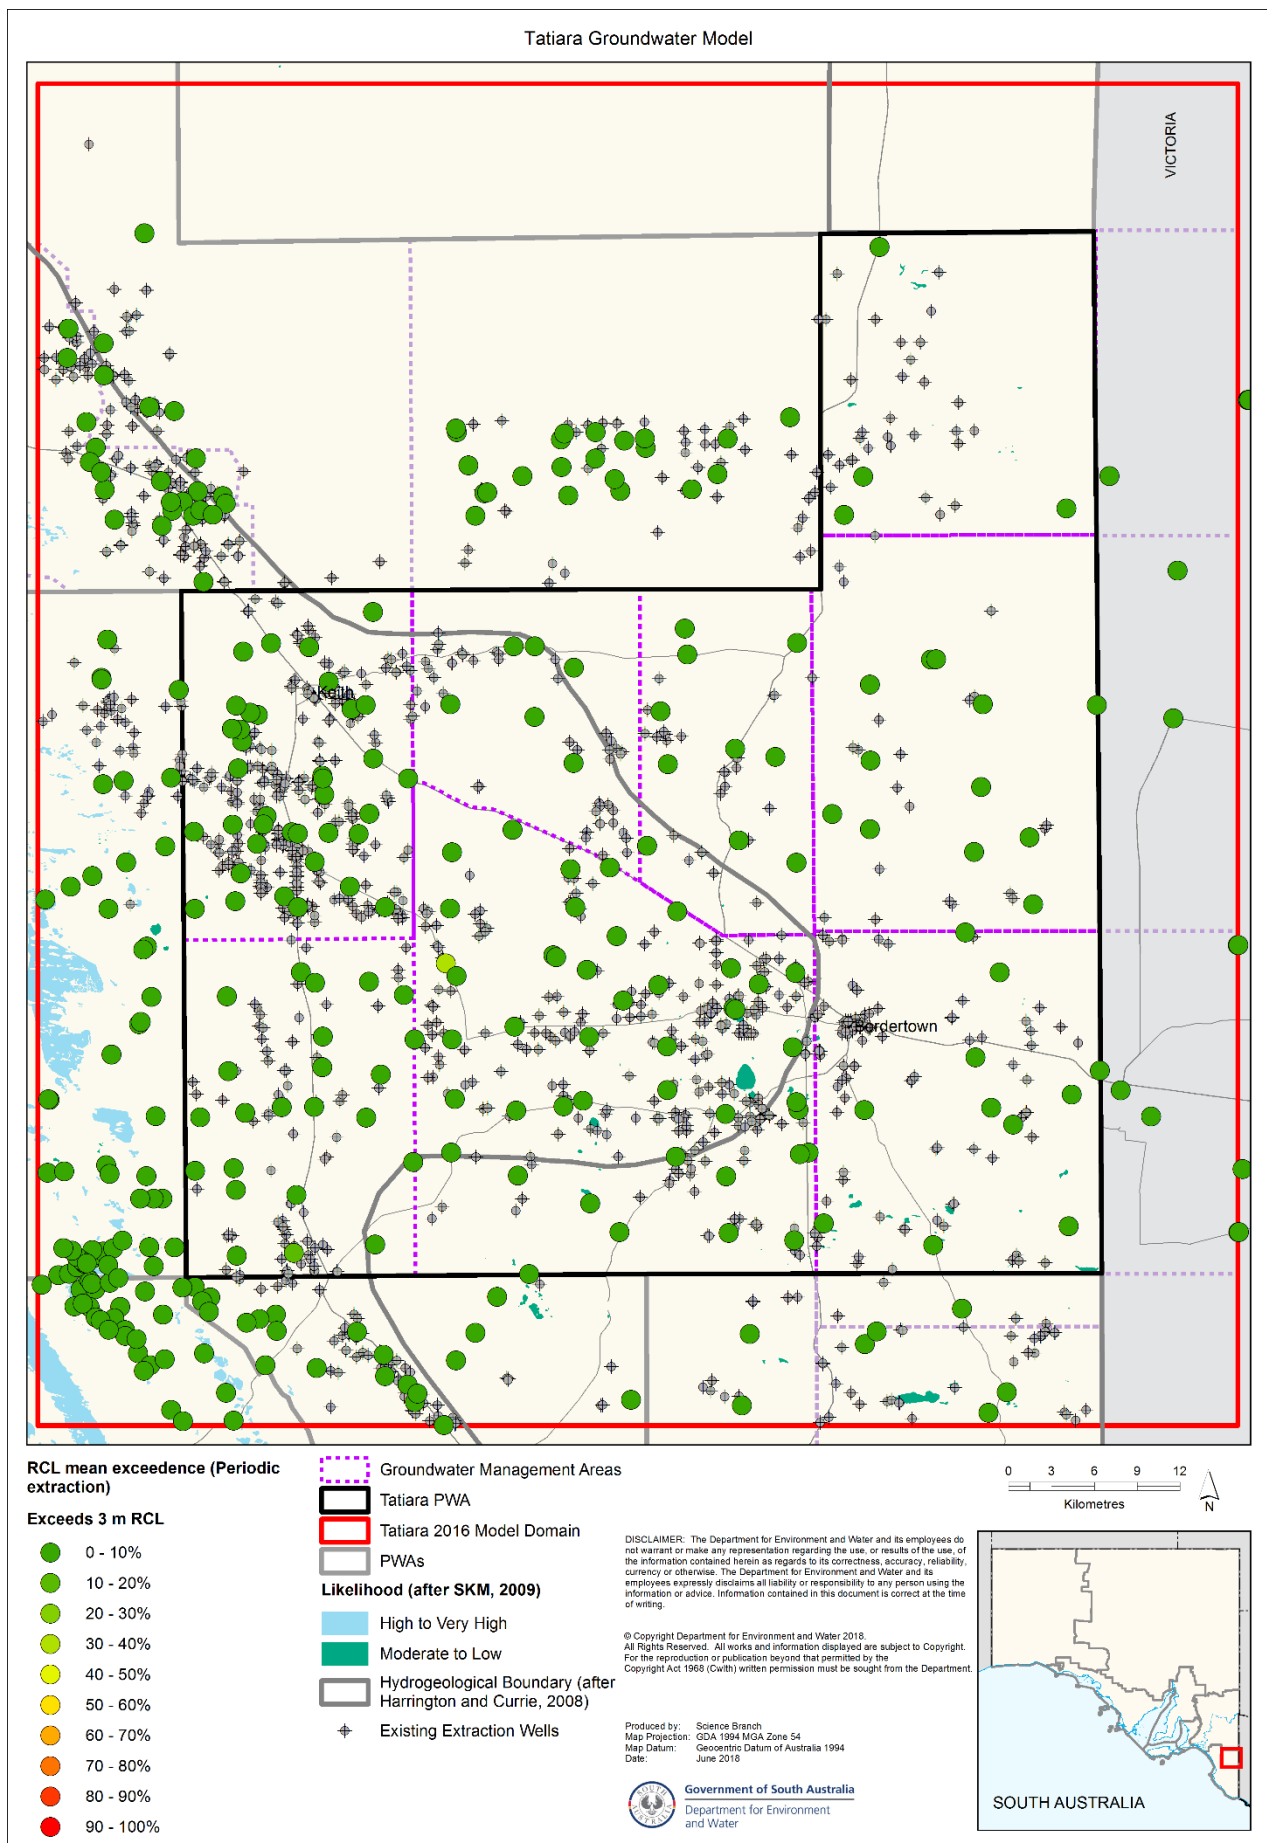 Tatiara Groundwater Model
VICTORIA
Keith
Bordertown
RCL mean exceedence (Periodic
extraction)
Exceeds 3 m RCL
0 - 10%
10 - 20%
20 - 30%
30 - 40%
40 - 50%
50 - 60%
60 - 70%
70 - 80%
80 - 90%
90 - 100%
Groundwater Management Areas
Tatiara PWA
Tatiara 2016 Model Domain
PWAs
Likelihood (after SKM, 2009)
High to Very High
Moderate to Low
Hydrogeological Boundary (after
Harrington and Currie, 2008)
Existing Extraction Wells
0 3 6 9 12
Kilometres
N
DISCLAIMER: The Department for Environment and Water and its employees do
not warrant or make any representation regarding the use, or results of the use, of
the information contained herein as regards to its correctness, accuracy, reliability,
currency or otherwise. The Department for Environment and Water and its
employees expressly disclaims all liability or responsibility to any person using the
information or advice. Information contained in this document is correct at the time
of writing.
© Copyright Department for Environment and Water 2018.
All Rights Reserved. All works and information displayed are subject to Copyright.
For the reproduction or publication beyond that permitted by the
Copyright Act 1968 (Cwlth) written permission must be sought from the Department.
Produced by: Science Branch
Map Projection: GDA 1994 MGA Zone 54
Map Datum: Geocentric Datum of Australia 1994
Date: June 2018
Government of South Australia
Department for Environment
and Water
SOUTH AUSTRALIA